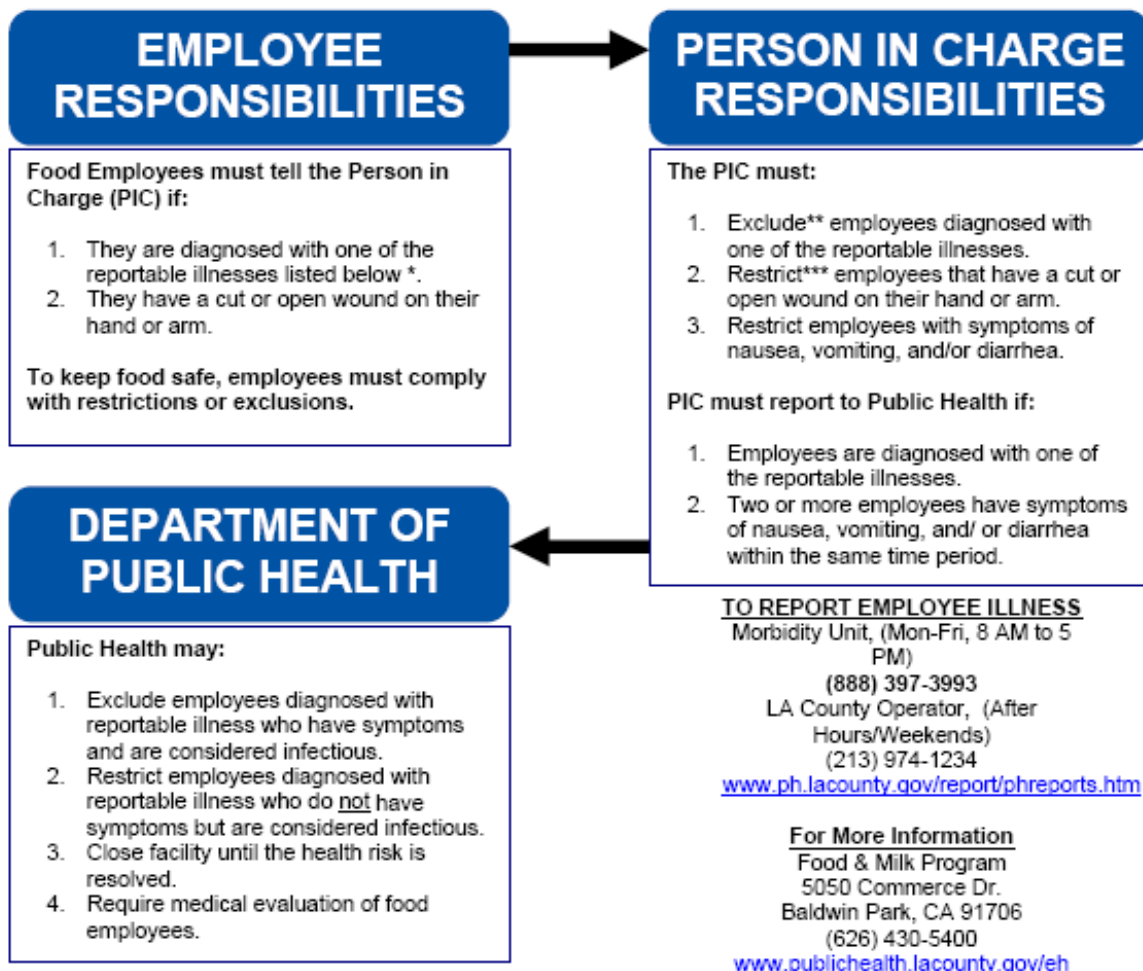 EMPLOYEE
RESPONSIBILITIES
Food Employees must tell the Person in
Charge (PIC) if:
1. They are diagnosed with one of the
reportable illnesses listed below *.
2. They have a cut or open wound on their
hand or arm.
To keep food safe, employees must comply
with restrictions or exclusions.
PERSON IN CHARGE
RESPONSIBILITIES
The PIC must:
1. Exclude** employees diagnosed with
one of the reportable illnesses.
2. Restrict*** employees that have a cut or
open wound on their hand or arm.
3. Restrict employees with symptoms of
nausea, vomiting, and/or diarrhea.
PIC must report to Public Health if:
1. Employees are diagnosed with one of
the reportable illnesses.
2. Two or more employees have symptoms
of nausea, vomiting, and/ or diarrhea
within the same time period.
DEPARTMENT OF
PUBLIC HEALTH
Public Health may:
1. Exclude employees diagnosed with
reportable illness who have symptoms
and are considered infectious.
2. Restrict employees diagnosed with
reportable illness who do not have
symptoms but are considered infectious.
3. Close facility until the health risk is
resolved.
4. Require medical evaluation of food
employees.
TO REPORT EMPLOYEE ILLNESS
Morbidity Unit, (Mon-Fri, 8 AM to 5
PM)
(888) 397-3993
LA County Operator, (After
Hours/Weekends)
(213) 974-1234
www.ph.lacounty.gov/report/phreports.htm
For More Information
Food & Milk Program
5050 Commerce Dr.
Baldwin Park, CA 91706
(626) 430-5400
www.publichealth.lacounty.gov/eh